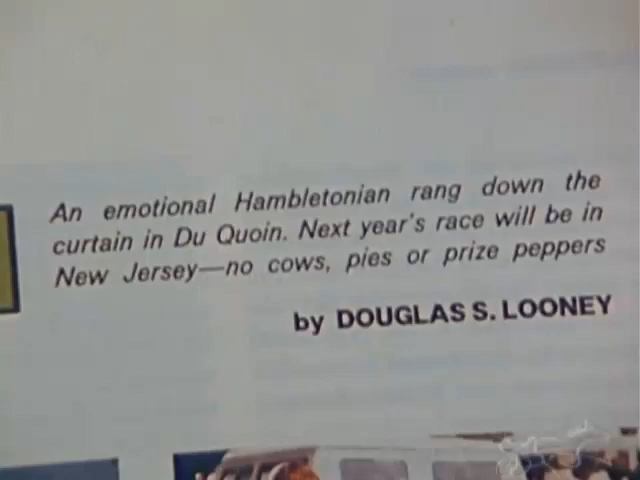 An emotional Hambletonian rang down the
curtain in Du Quoin. Next year's race will be in
New Jersey—no cows, pies or prize peppers
by DOUGLAS S. LOONEY